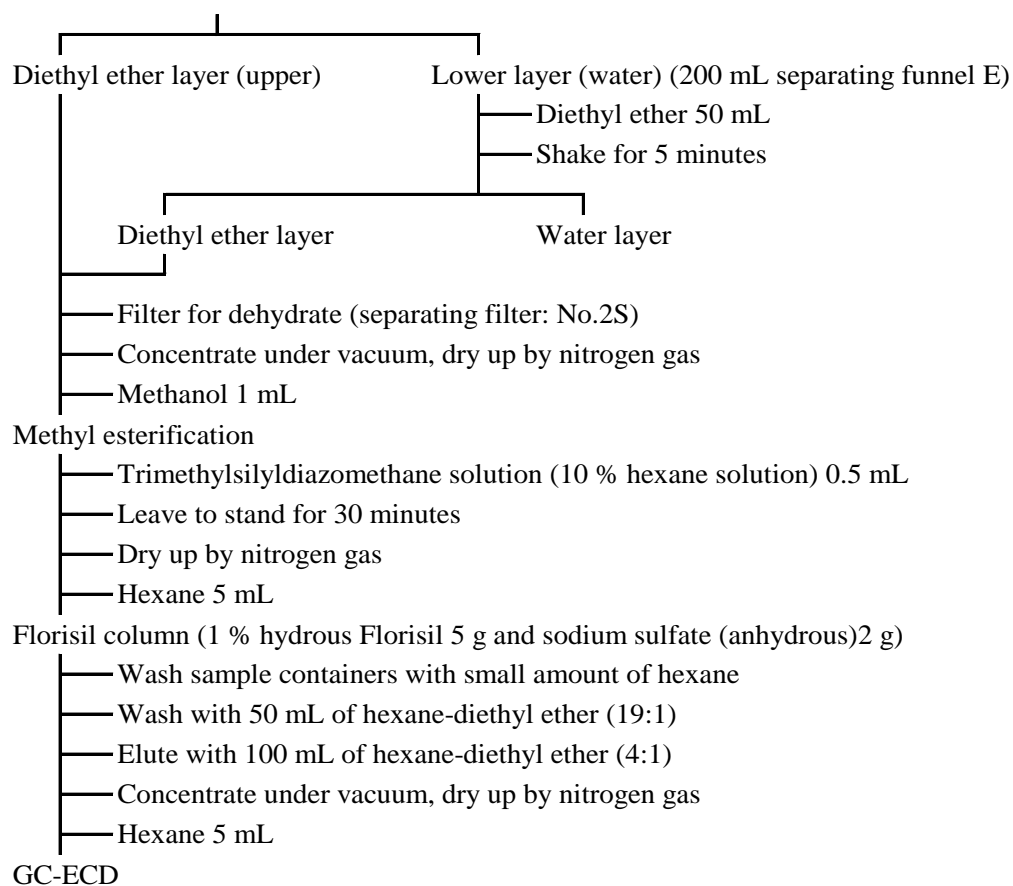 Diethyl ether layer (upper) Lower layer (water) (200 mL separating funnel E)
Diethyl ether 50 mL
Shake for 5 minutes
Diethyl ether layer Water layer
Filter for dehydrate (separating filter: No.2S)
Concentrate under vacuum, dry up by nitrogen gas
Methanol 1 mL
Methyl esterification
Trimethylsilyldiazomethane solution (10 % hexane solution) 0.5 mL
Leave to stand for 30 minutes
Dry up by nitrogen gas
Hexane 5 mL
Florisil column (1 % hydrous Florisil 5 g and sodium sulfate (anhydrous)2 g)
Wash sample containers with small amount of hexane
Wash with 50 mL of hexane-diethyl ether (19:1)
Elute with 100 mL of hexane-diethyl ether (4:1)
Concentrate under vacuum, dry up by nitrogen gas
Hexane 5 mL
GC-ECD